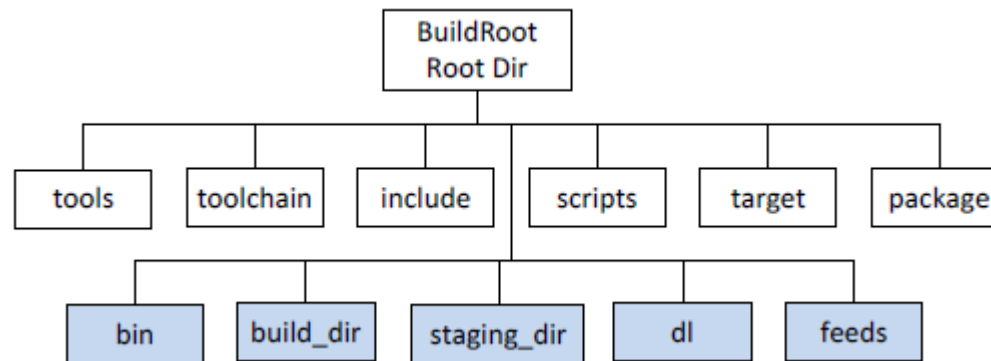 BuildRoot
Root Dir
tools
toolchain
include
scripts
target
package
bin
build_dir
staging_dir
dl
feeds